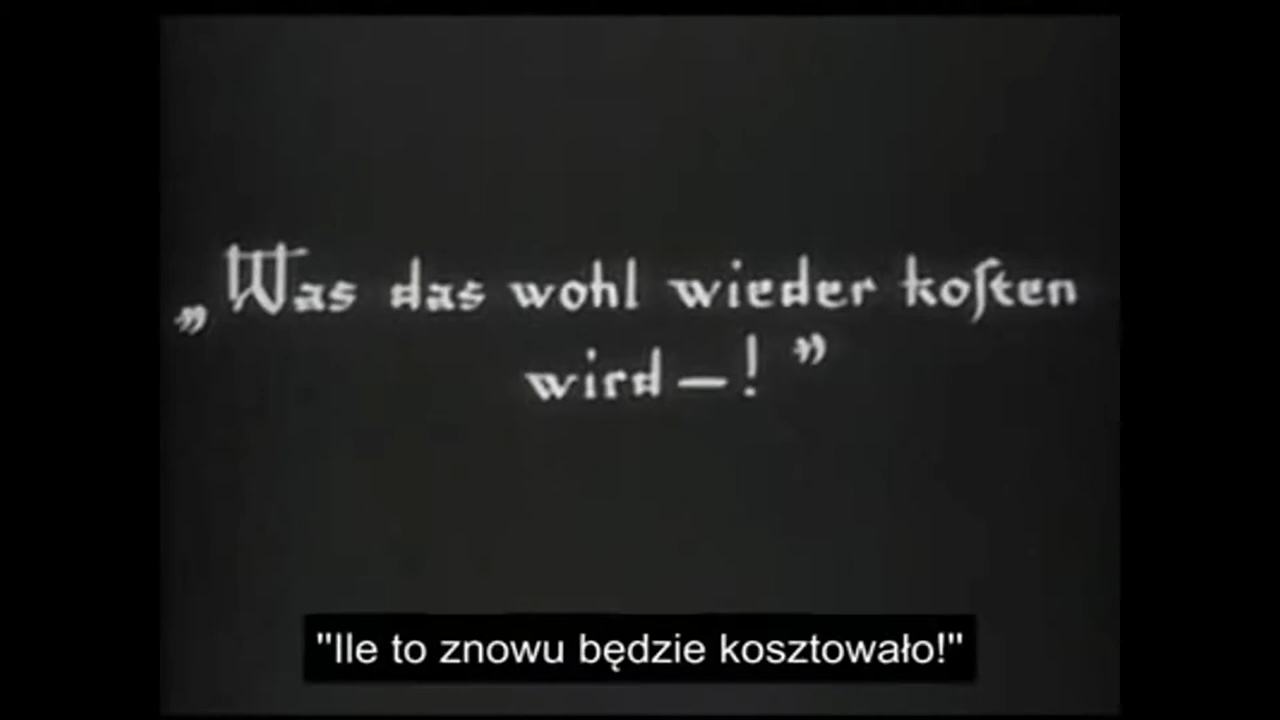 „Was das wohl wieder koſten
wird—!”
"Ile to znowu będzie kosztowało!"